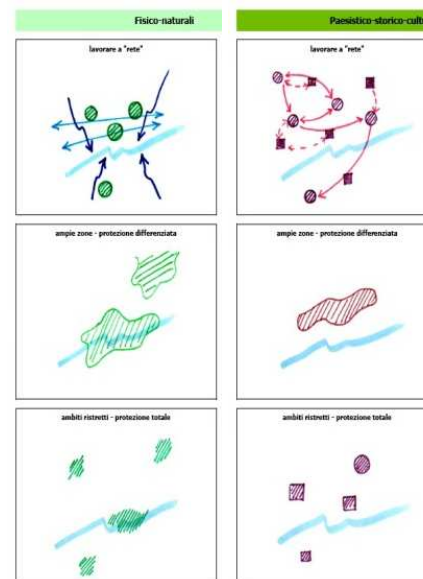 Fisico-naturali
Paesistico-storico-cult
lavorare a "rete"
lavorare a "rete"
ampie zone - protezione differenziata
ampie zone - protezione differenziata
ambiti ristretti - protezione totale
ambiti ristretti - protezione totale